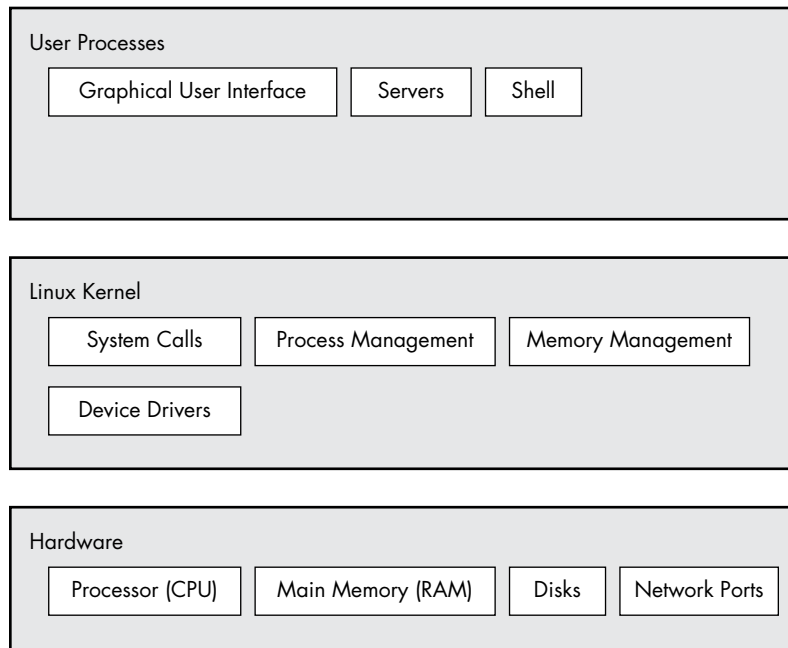 User Processes
Graphical User Interface Servers Shell
Linux Kernel
System Calls Process Management Memory Management
Device Drivers
Hardware
Processor (CPU) Main Memory (RAM) Disks Network Ports